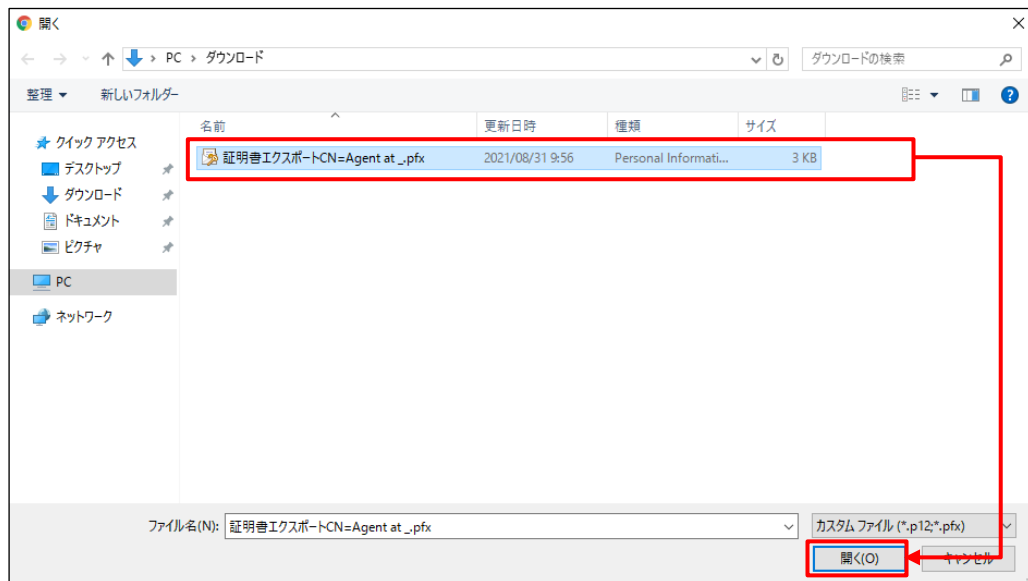 開く
PC › ダウンロード
ダウンロードの検索
整理 新しいフォルダー
名前 更新日時 種類 サイズ
クイック アクセス
証明書エクスポートCN=Agent at _.pfx 2021/08/31 9:56 Personal Informati... 3 KB
デスクトップ
ダウンロード
ドキュメント
ピクチャ
PC
ネットワーク
ファイル名(N): 証明書エクスポートCN=Agent at _.pfx
カスタム ファイル (*.p12;*.pfx)
開く(O) キャンセル